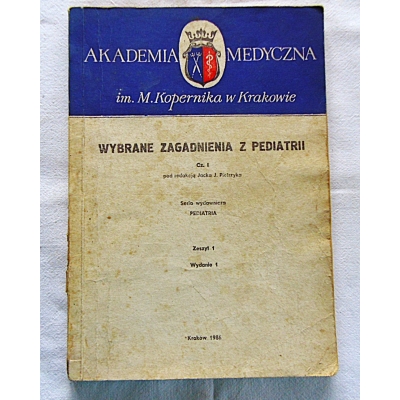 AKADEMIA MEDYCZNA
im. M. Kopernika w Krakowie
WYBRANE ZAGADNIENIA Z PEDIATRII
Cz. I
pod redakcją Jacka J. Pietrzyka
Seria wydawnicza
PEDIATRIA
Zeszyt 1
Wydanie 1
Kraków 1986